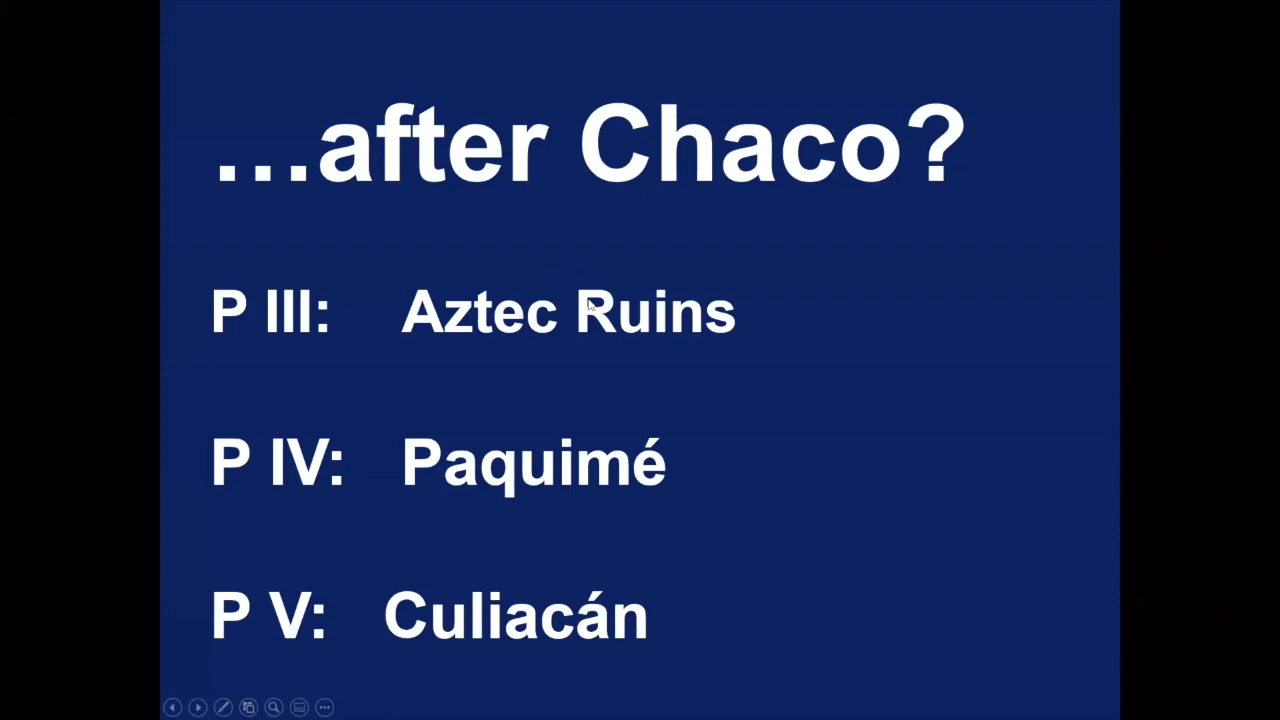 …after Chaco?
P III: Aztec Ruins
P IV: Paquimé
P V: Culiacán